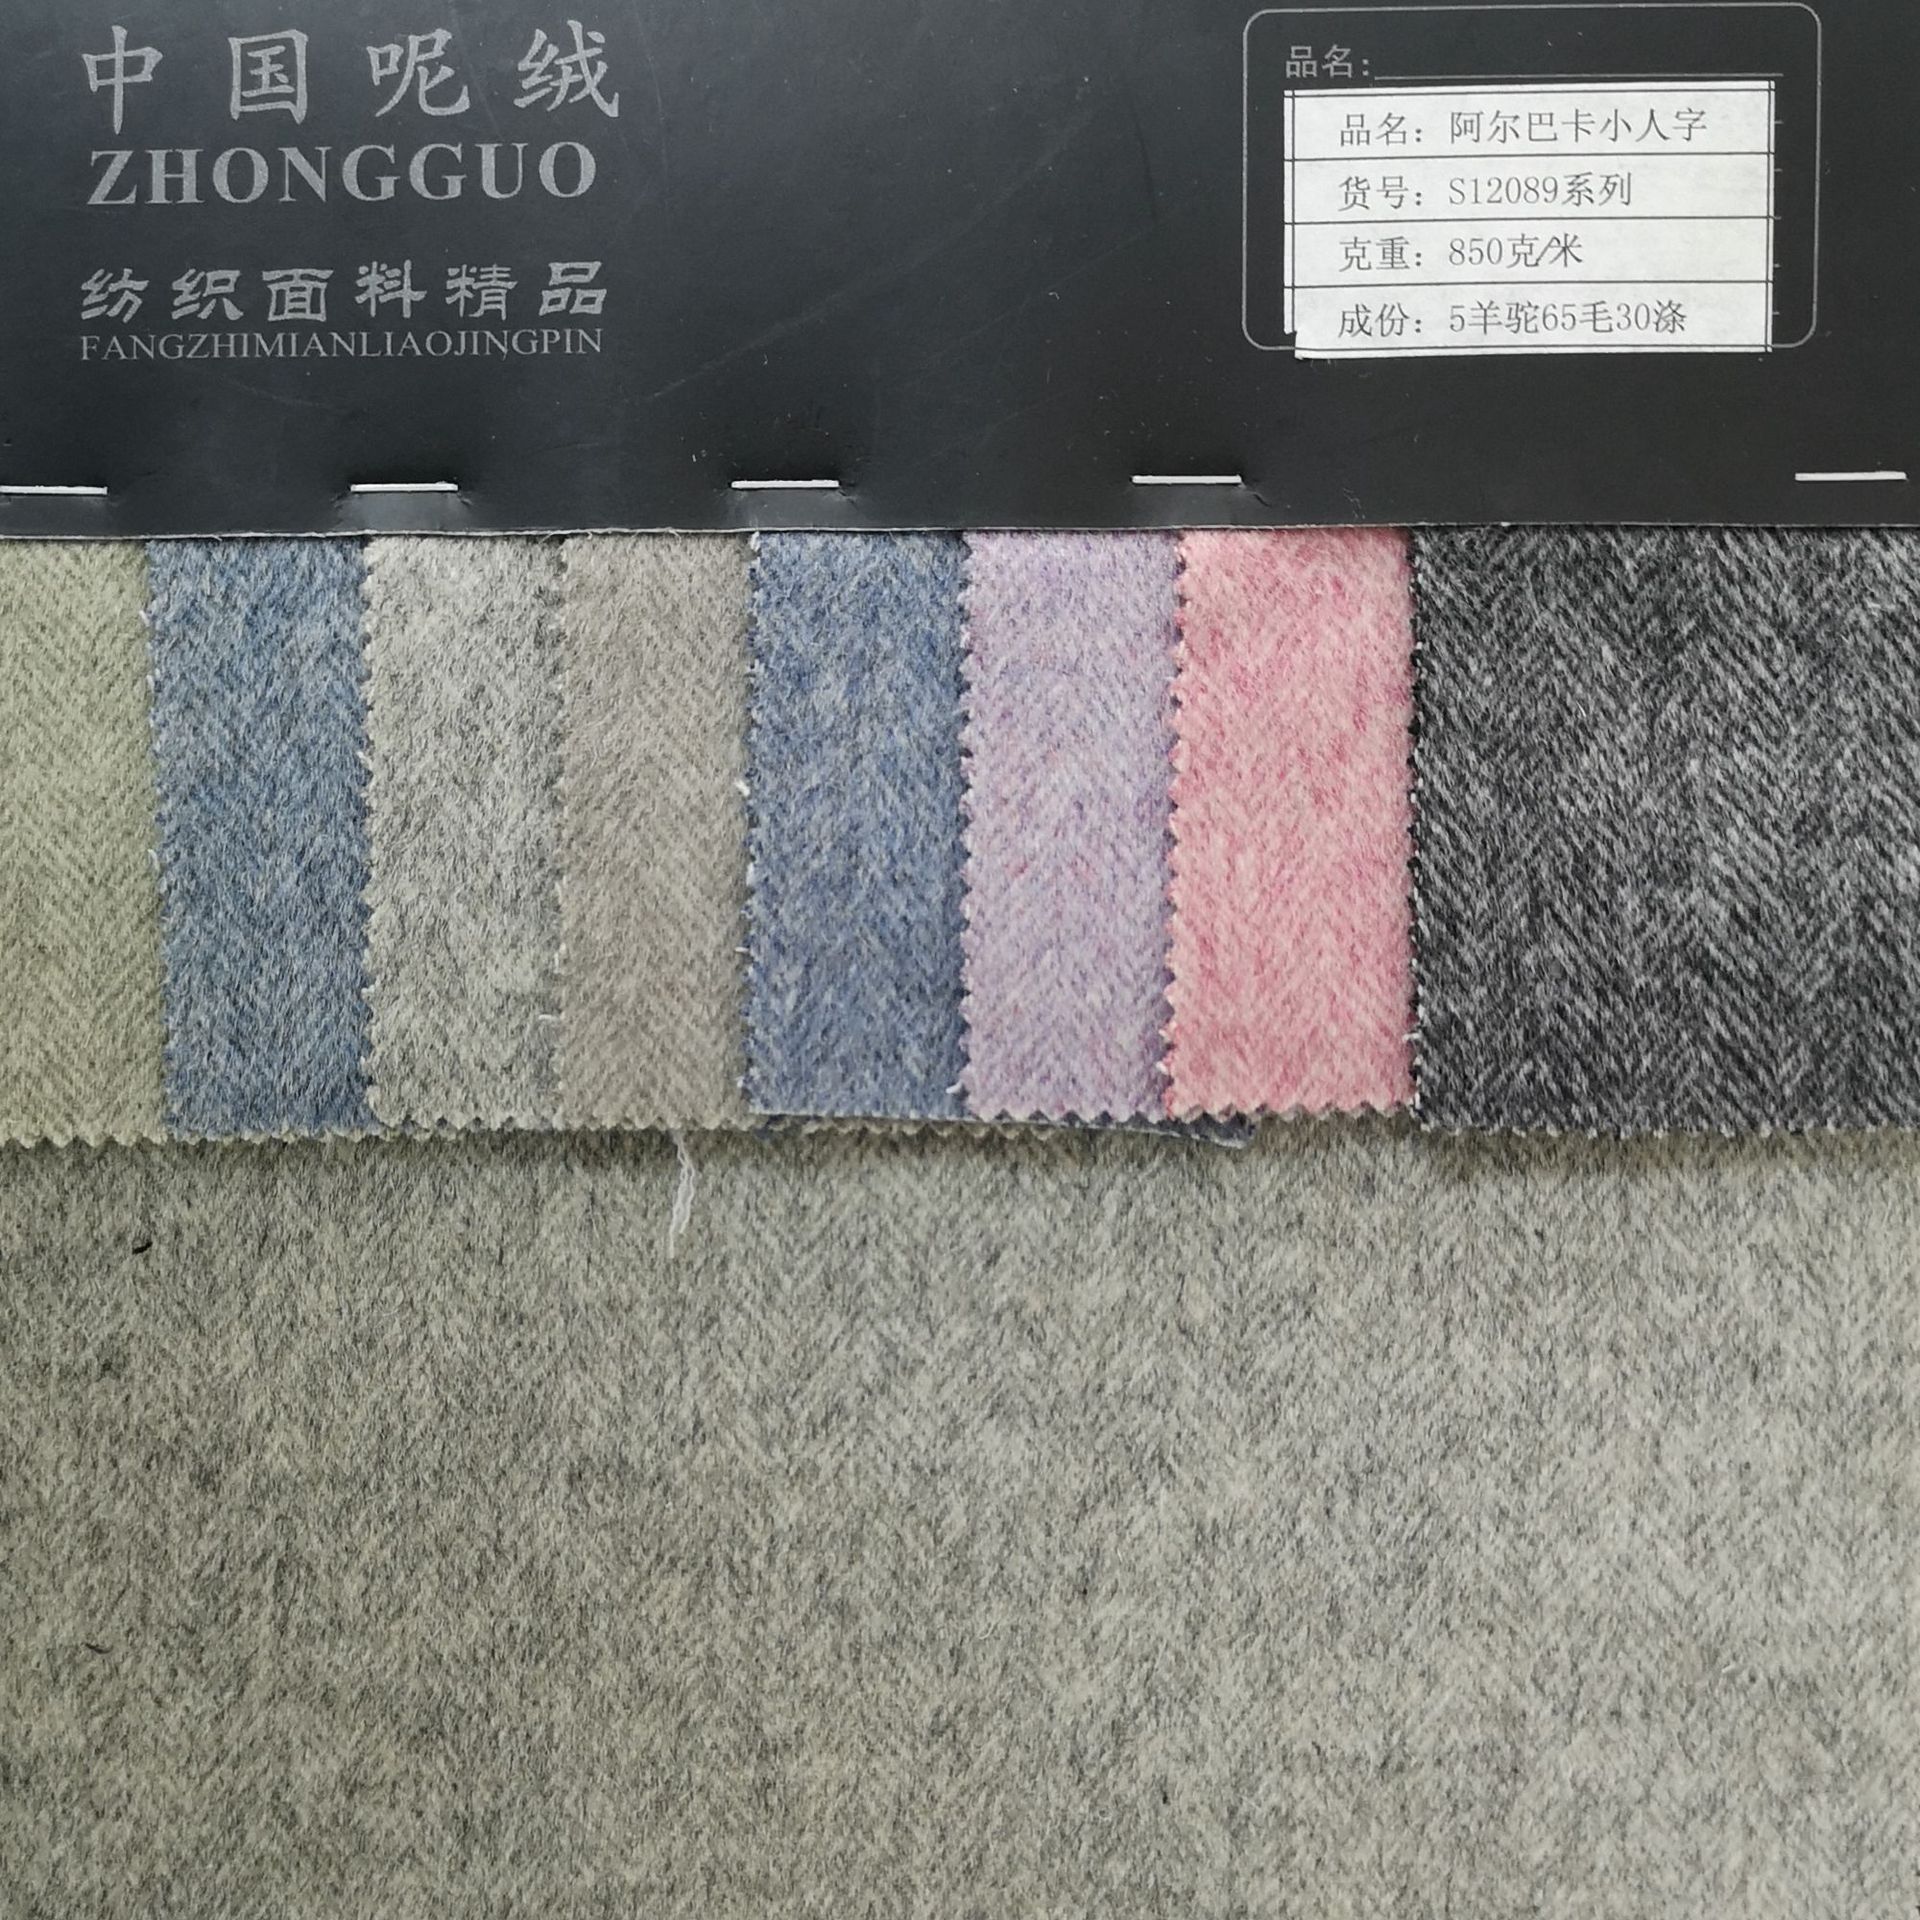 中国呢绒
ZHONGGUO
纺织面料精品
FANGZHIMIANLIAOJINGPIN
品名:
品名: 阿尔巴卡小人字
货号: S12089系列
克重: 850克/米
成份: 5羊驼65毛30涤